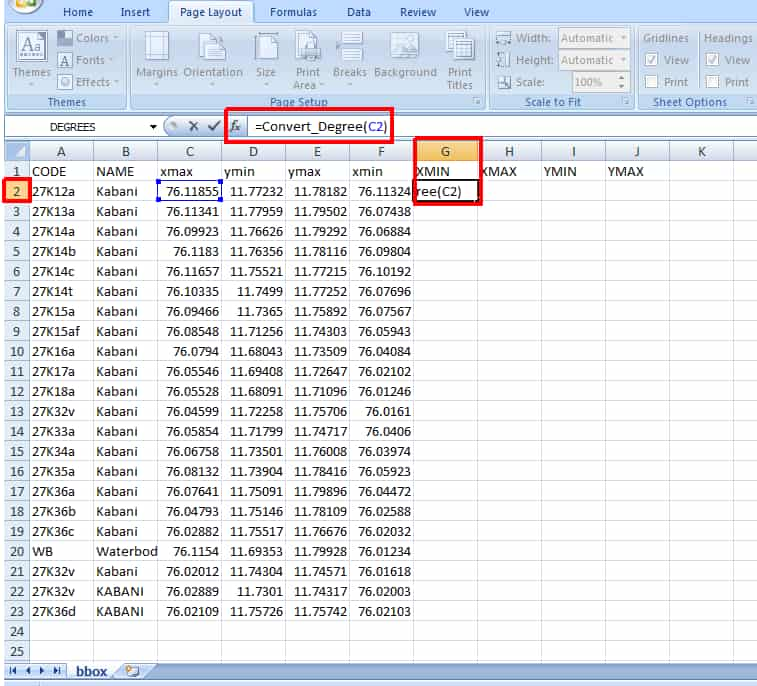 Home Insert Page Layout Formulas Data Review View
Themes Colors Fonts Effects
Margins Orientation Size Print Area Breaks Background Print Titles
Width: Automatic
Height: Automatic
Scale: 100%
Gridlines Headings
View View
Print Print
Themes Page Setup Scale to Fit Sheet Options
DEGREES fx =Convert_Degree(C2)
A B C D E F G H I J K
1 CODE NAME xmax ymin ymax xmin XMIN XMAX YMIN YMAX
2 27K12a Kabani 76.11855 11.77232 11.78182 76.11324 ree(C2)
3 27K13a Kabani 76.11341 11.77959 11.79502 76.07438
4 27K14a Kabani 76.09923 11.76626 11.79292 76.06884
5 27K14b Kabani 76.1183 11.76356 11.78116 76.09804
6 27K14c Kabani 76.11657 11.75521 11.77215 76.10192
7 27K14t Kabani 76.10335 11.7499 11.77252 76.07696
8 27K15a Kabani 76.09466 11.7365 11.75892 76.07567
9 27K15af Kabani 76.08548 11.71256 11.74303 76.05943
10 27K16a Kabani 76.0794 11.68043 11.73509 76.04084
11 27K17a Kabani 76.05546 11.69408 11.72647 76.02102
12 27K18a Kabani 76.05528 11.68091 11.71096 76.01246
13 27K32v Kabani 76.04599 11.72258 11.75706 76.0161
14 27K33a Kabani 76.05854 11.71799 11.74717 76.0406
15 27K34a Kabani 76.06758 11.73501 11.76008 76.03974
16 27K35a Kabani 76.08132 11.73904 11.78416 76.05923
17 27K36a Kabani 76.07641 11.75091 11.79896 76.04472
18 27K36b Kabani 76.04793 11.75146 11.78109 76.02588
19 27K36c Kabani 76.02882 11.75517 11.76676 76.02032
20 WB Waterbod 76.1154 11.69353 11.79928 76.01234
21 27K32v Kabani 76.02012 11.74304 11.74571 76.01618
22 27K32v KABANI 76.02889 11.7301 11.74317 76.02003
23 27K36d KABANI 76.02109 11.75726 11.75742 76.02103
24
25
bbox